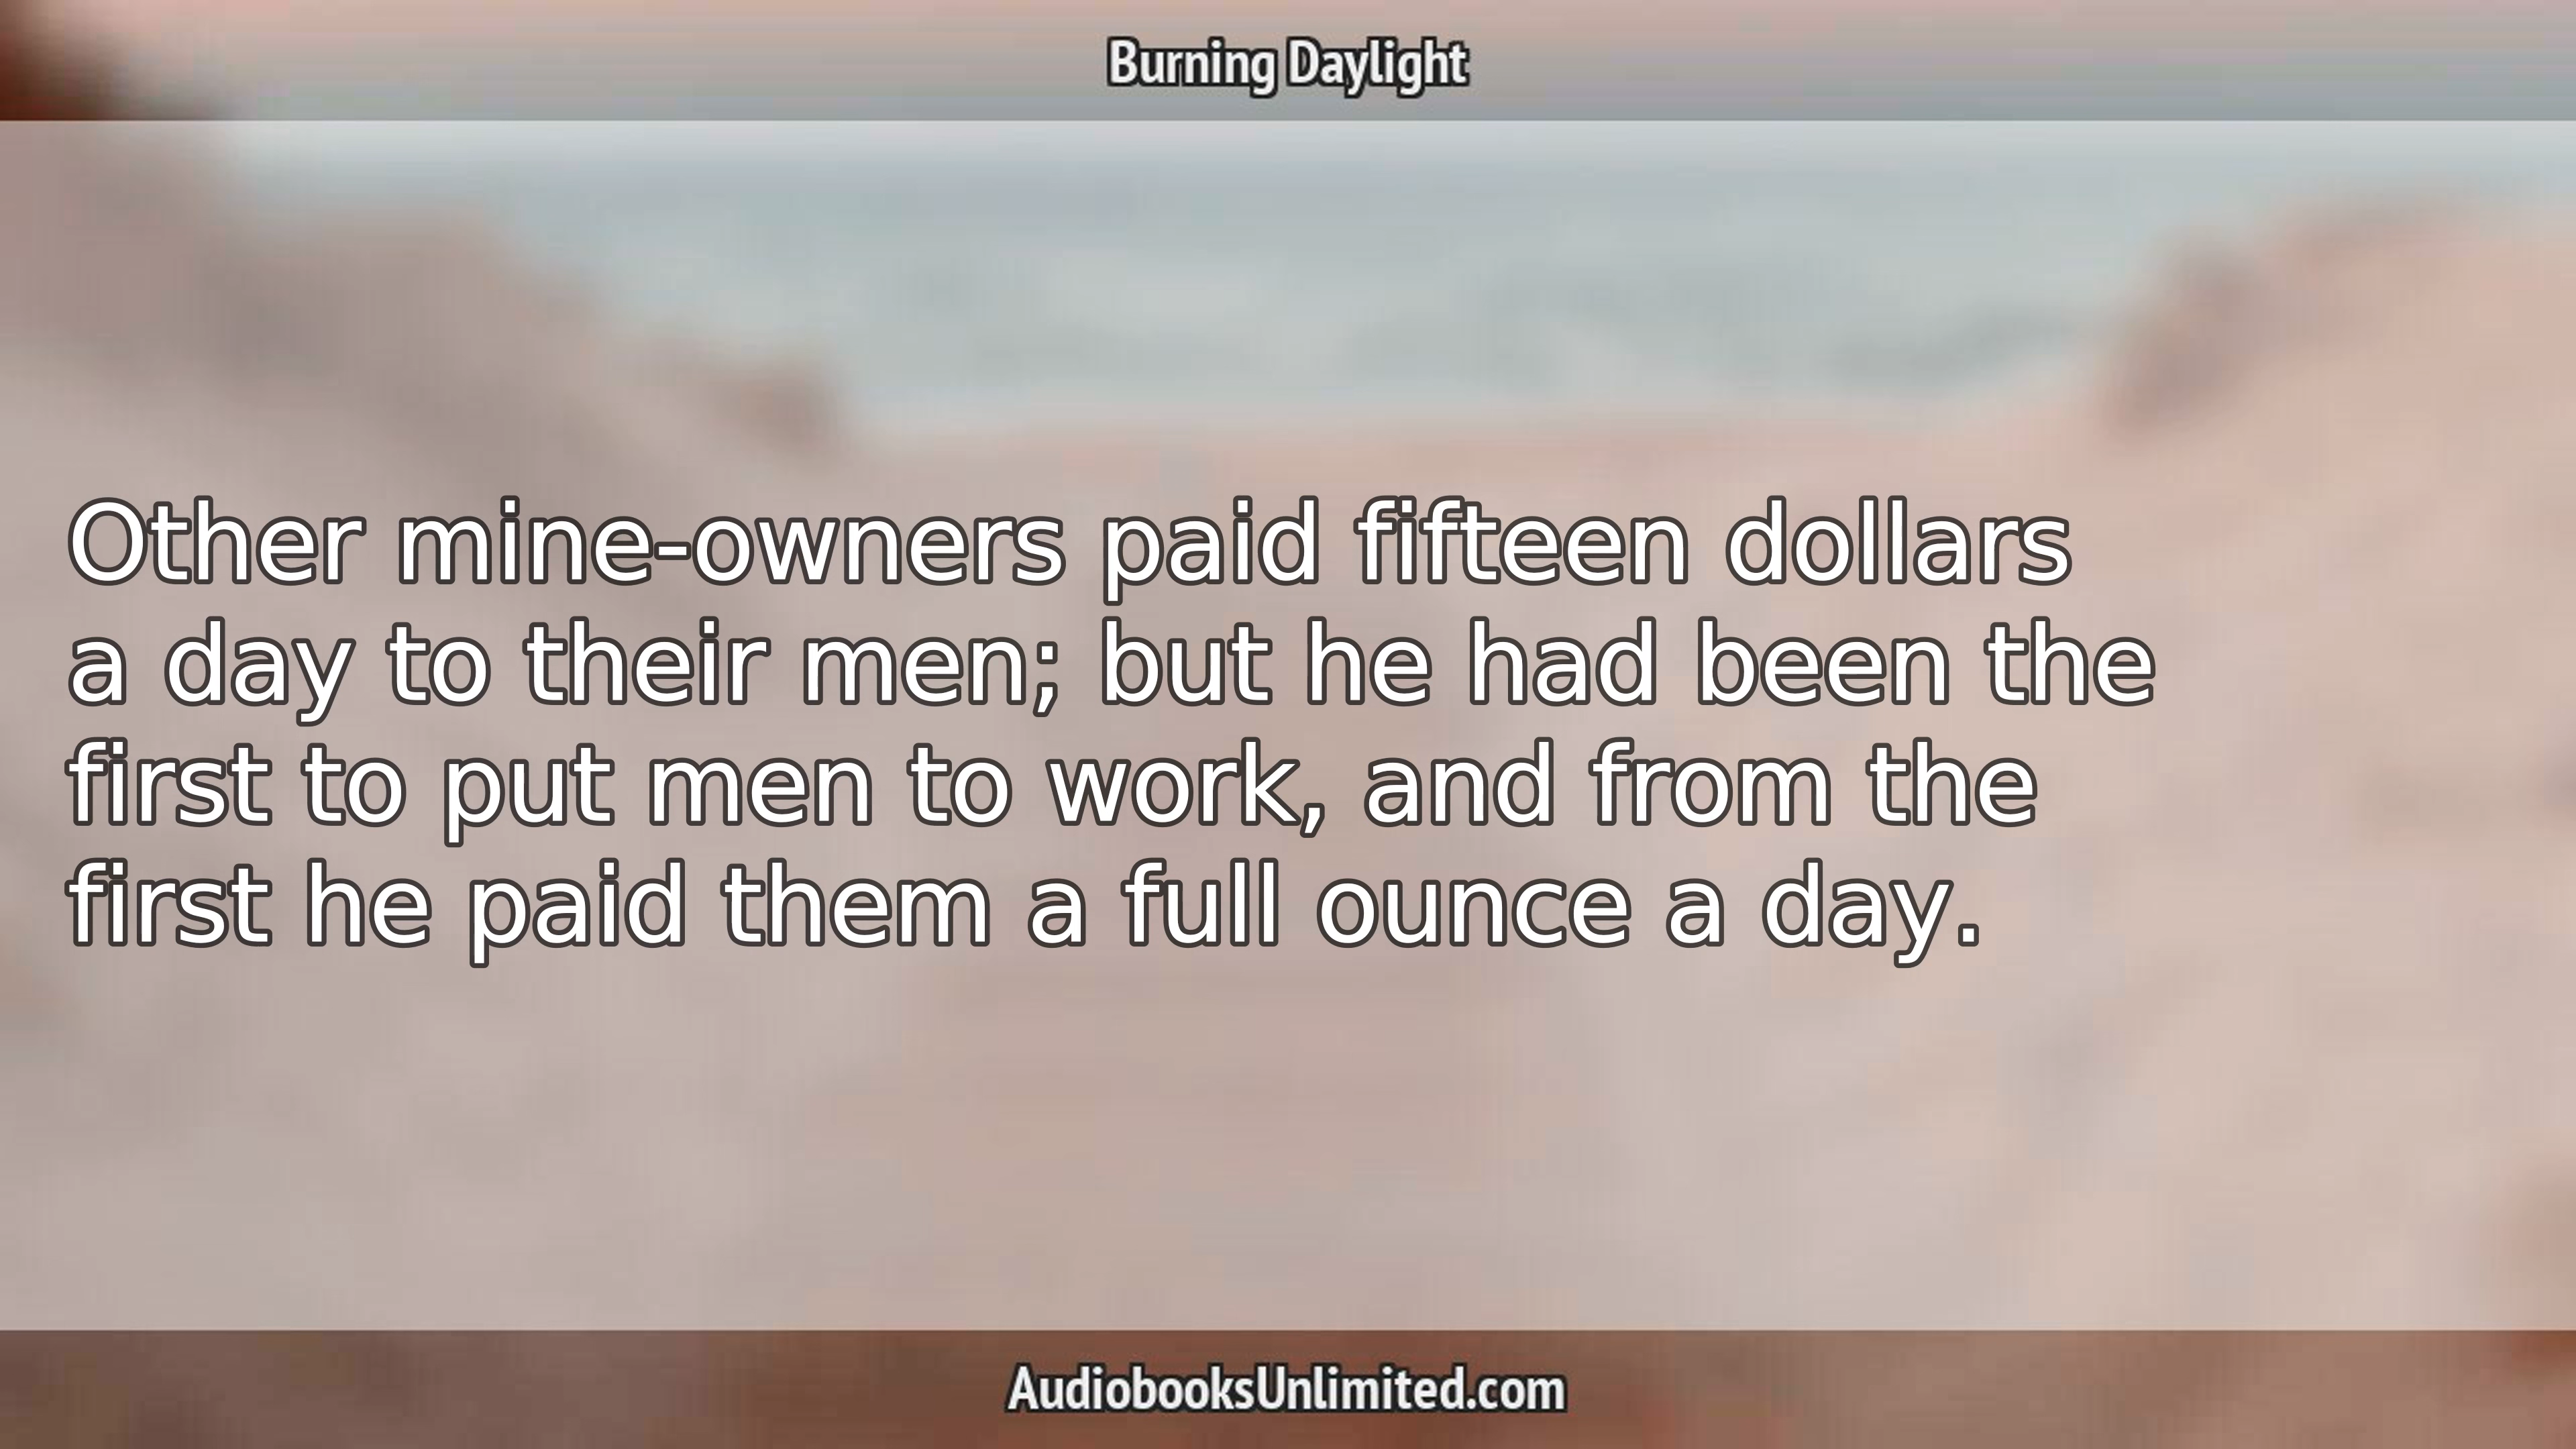 Burning Daylight
Other mine-owners paid fifteen dollars
a day to their men; but he had been the
first to put men to work, and from the
first he paid them a full ounce a day.
AudiobooksUnlimited.com